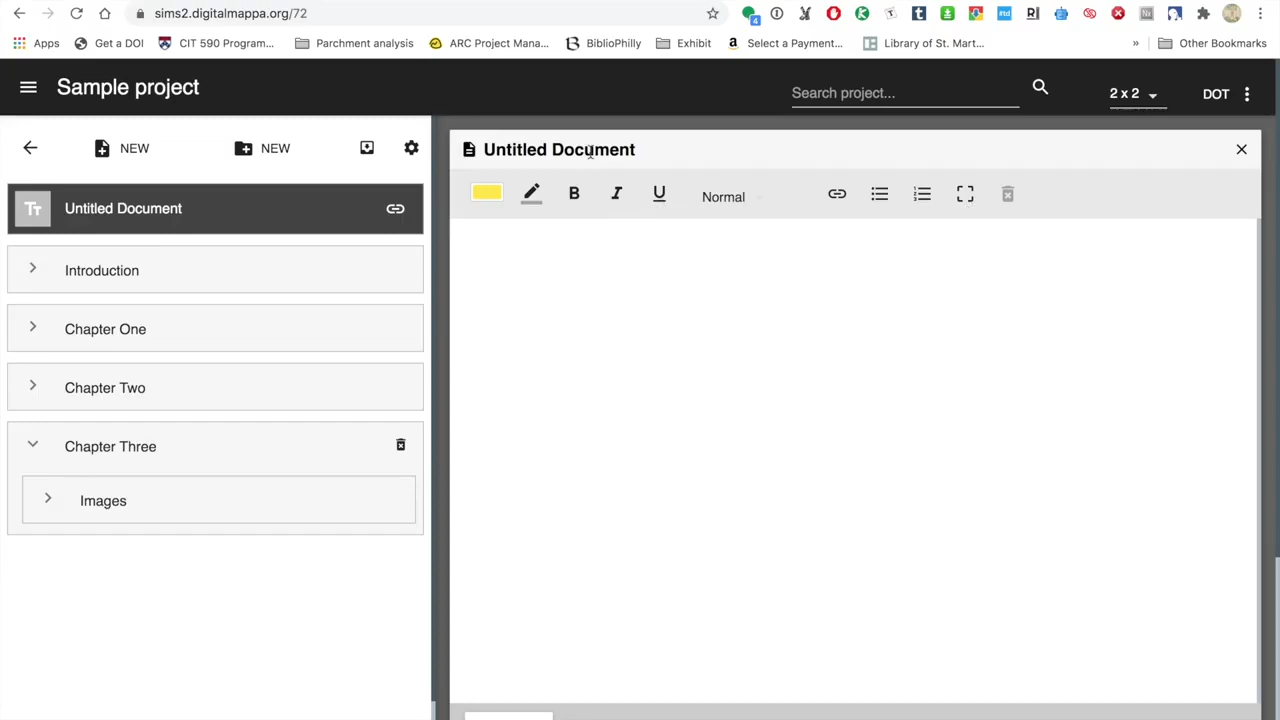 sims2.digitalmappa.org/72
4
Apps
Get a DOI
CIT 590 Program...
Parchment analysis
ARC Project Mana...
BiblioPhilly
Exhibit
Select a Payment...
Library of St. Mart...
»
Other Bookmarks
Sample project
Search project...
2 x 2
DOT
NEW
NEW
Untitled Document
Tт
Untitled Document
B I U
Normal
Introduction
Chapter One
Chapter Two
Chapter Three
Images